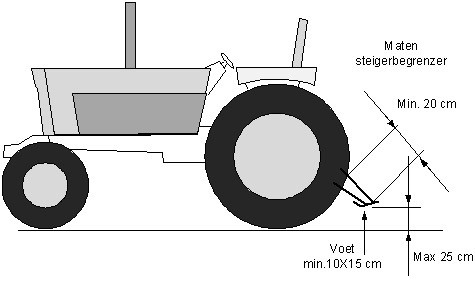 Maten
steigerbegrenzer
Min. 20 cm
Voet
min.10X15 cm
Max 25 cm